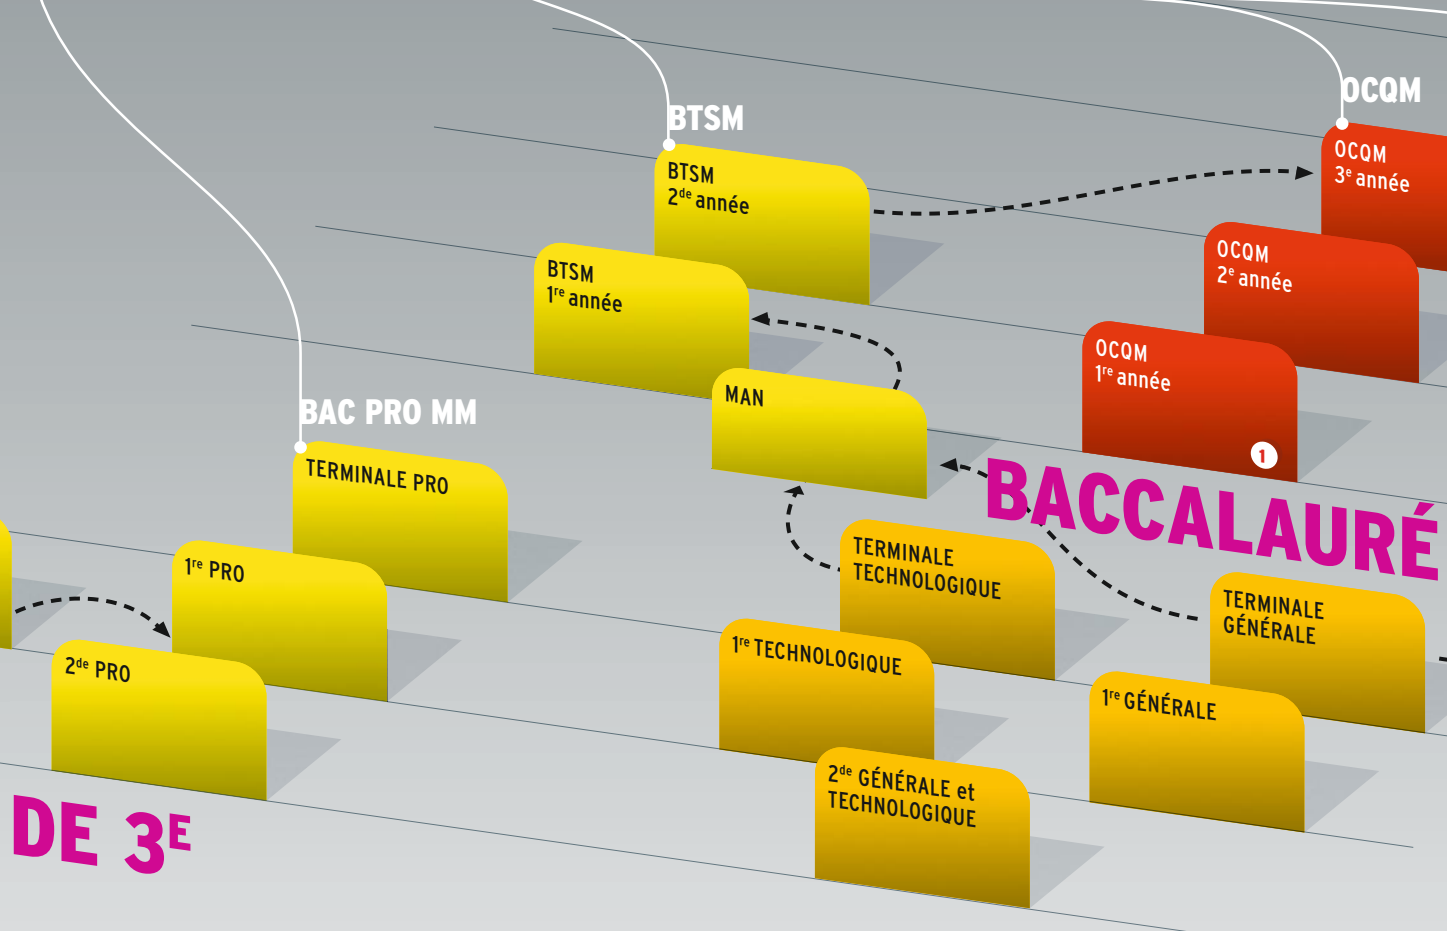 OCQM
BTSM
OCQM
3e année
BTSM
2de année
OCQM
2e année
BTSM
1re année
OCQM
1re année
1
MAN
BAC PRO MM
TERMINALE PRO
BACCALAURÉ
TERMINALE
TECHNOLOGIQUE
1re PRO
TERMINALE
GÉNÉRALE
1re TECHNOLOGIQUE
2de PRO
1re GÉNÉRALE
2de GÉNÉRALE et
TECHNOLOGIQUE
DE 3E